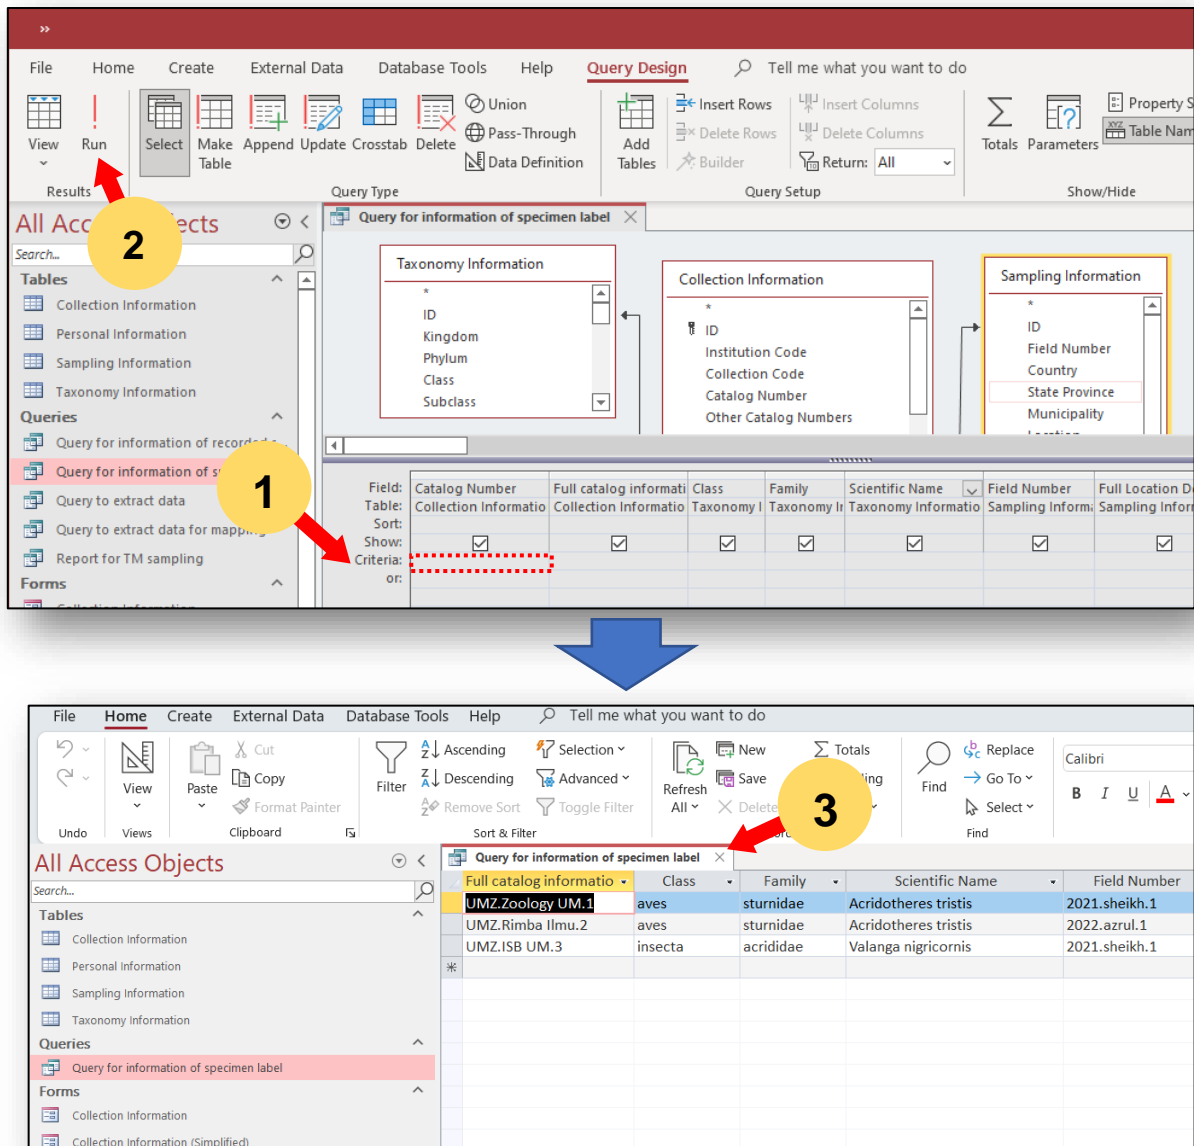 »
File Home Create External Data Database Tools Help Query Design Tell me what you want to do
View Run Select Make Table Append Update Crosstab Delete
Union
Pass-Through
Data Definition
Add Tables
Insert Rows
Delete Rows
Builder
Insert Columns
Delete Columns
Return: All
Totals Parameters
Property S
Table Nam
Results Query Type Query Setup Show/Hide
All Acc ects
2
Search...
Tables
Collection Information
Personal Information
Sampling Information
Taxonomy Information
Queries
Query for information of recorded s...
Query for information of s
Query to extract data
Query to extract data for mapping
Report for TM sampling
Forms
Collection Information
1
Query for information of specimen label
Taxonomy Information
*
ID
Kingdom
Phylum
Class
Subclass
Collection Information
*
ID
Institution Code
Collection Code
Catalog Number
Other Catalog Numbers
Sampling Information
*
ID
Field Number
Country
State Province
Municipality
Location
Field: Catalog Number Full catalog informati Class Family Scientific Name Field Number Full Location De
Table: Collection Informatio Collection Informatio Taxonomy I Taxonomy Ir Taxonomy Informatio Sampling Informa Sampling Inforn
Sort:
Show:
Criteria:
or:
File Home Create External Data Database Tools Help Tell me what you want to do
View
Paste
Cut
Copy
Format Painter
Filter
Ascending
Descending
Remove Sort
Selection
Advanced
Toggle Filter
Refresh All
New
Save
Delete
Totals
ing
3
Find
Replace
Go To
Select
Calibri
B I U A
Undo Views Clipboard Sort & Filter Find
All Access Objects
Search...
Tables
Collection Information
Personal Information
Sampling Information
Taxonomy Information
Queries
Query for information of specimen label
Forms
Collection Information
Collection Information (Simplified)
Query for information of specimen label
Full catalog informatio Class Family Scientific Name Field Number
UMZ.Zoology UM.1 aves sturnidae Acridotheres tristis 2021.sheikh.1
UMZ.Rimba Ilmu.2 aves sturnidae Acridotheres tristis 2022.azrul.1
UMZ.ISB UM.3 insecta acrididae Valanga nigricornis 2021.sheikh.1
*